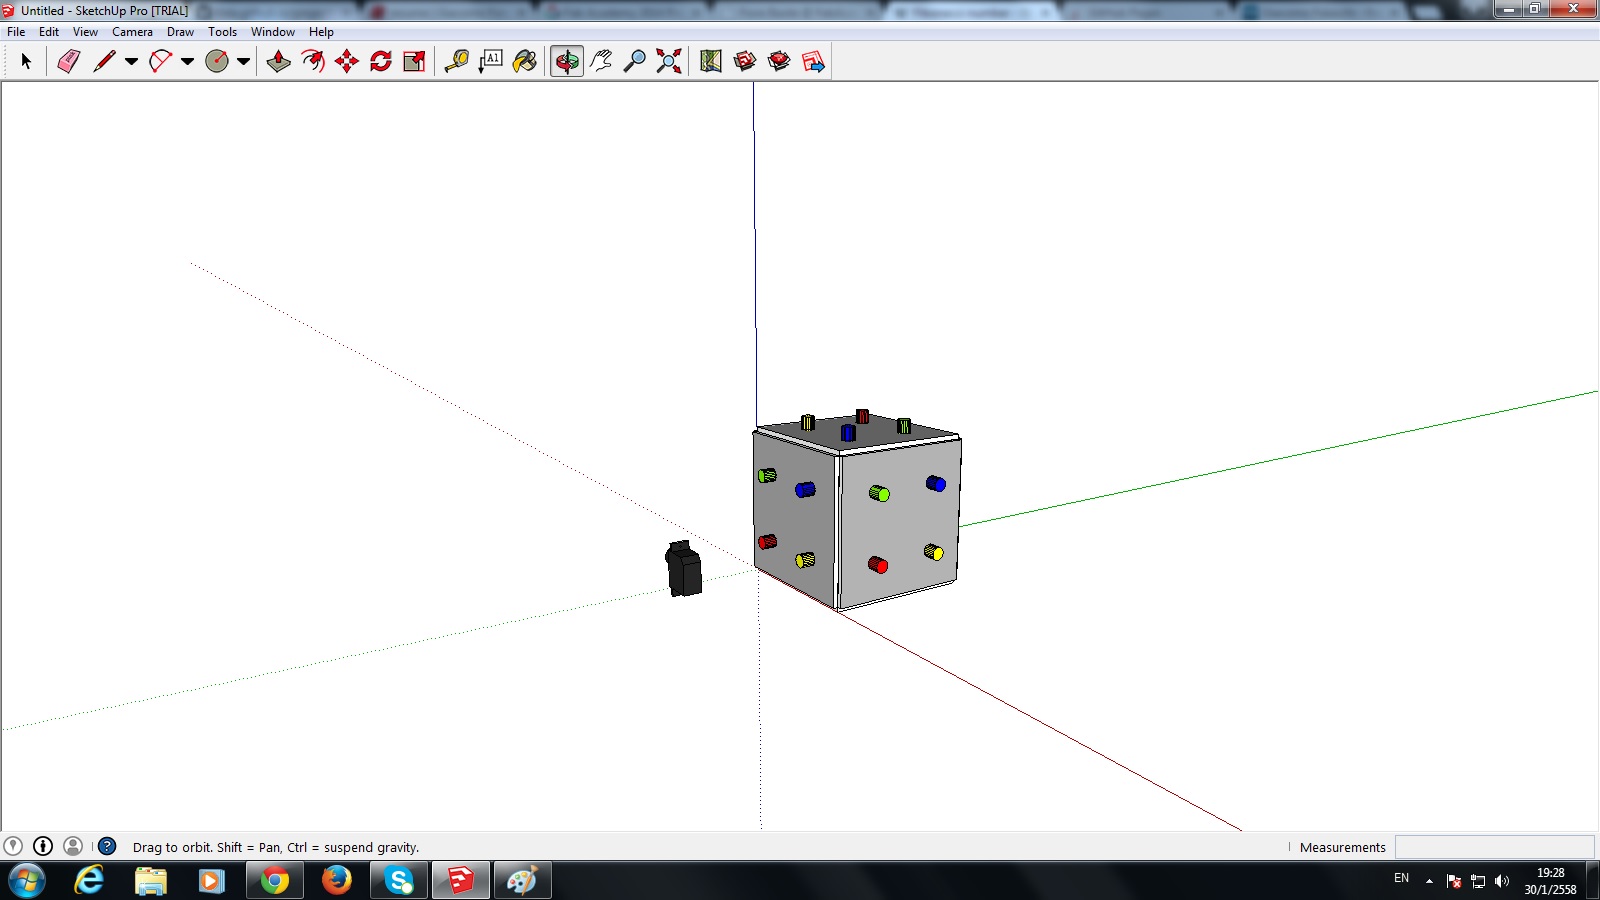 Untitled - SketchUp Pro [TRIAL]
File Edit View Camera Draw Tools Window Help
A1
Drag to orbit. Shift = Pan, Ctrl = suspend gravity.
Measurements
EN
19:28
30/1/2558